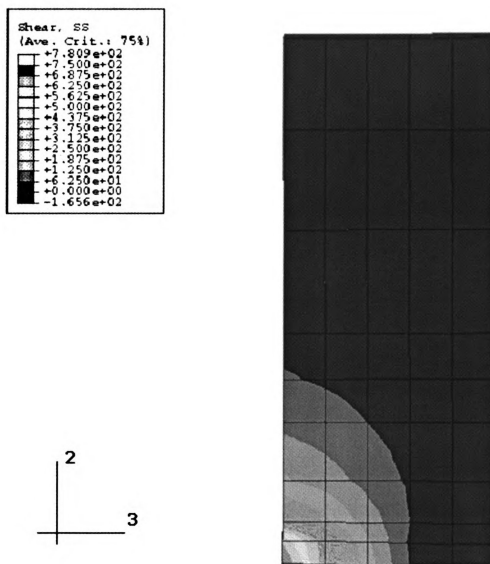 Shear, SS
(Ave. Crit.: 75%)
+7.809e+02
+7.500e+02
+6.875e+02
+6.250e+02
+5.625e+02
+5.000e+02
+4.375e+02
+3.750e+02
+3.125e+02
+2.500e+02
+1.875e+02
+1.250e+02
+6.250e+01
+0.000e+00
-1.656e+02
2
3